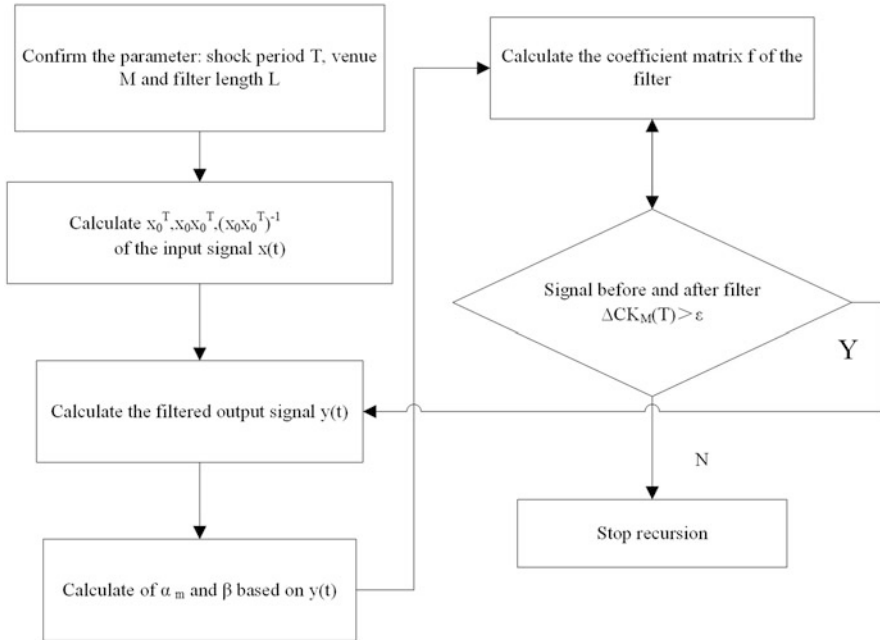 Confirm the parameter: shock period T, venue
M and filter length L
Calculate x₀ᵀ,x₀x₀ᵀ,(x₀x₀ᵀ)⁻¹
of the input signal x(t)
Calculate the filtered output signal y(t)
Calculate of α m and β based on y(t)
Calculate the coefficient matrix f of the
filter
Signal before and after filter
ΔCKM(T)>ε
Y
N
Stop recursion